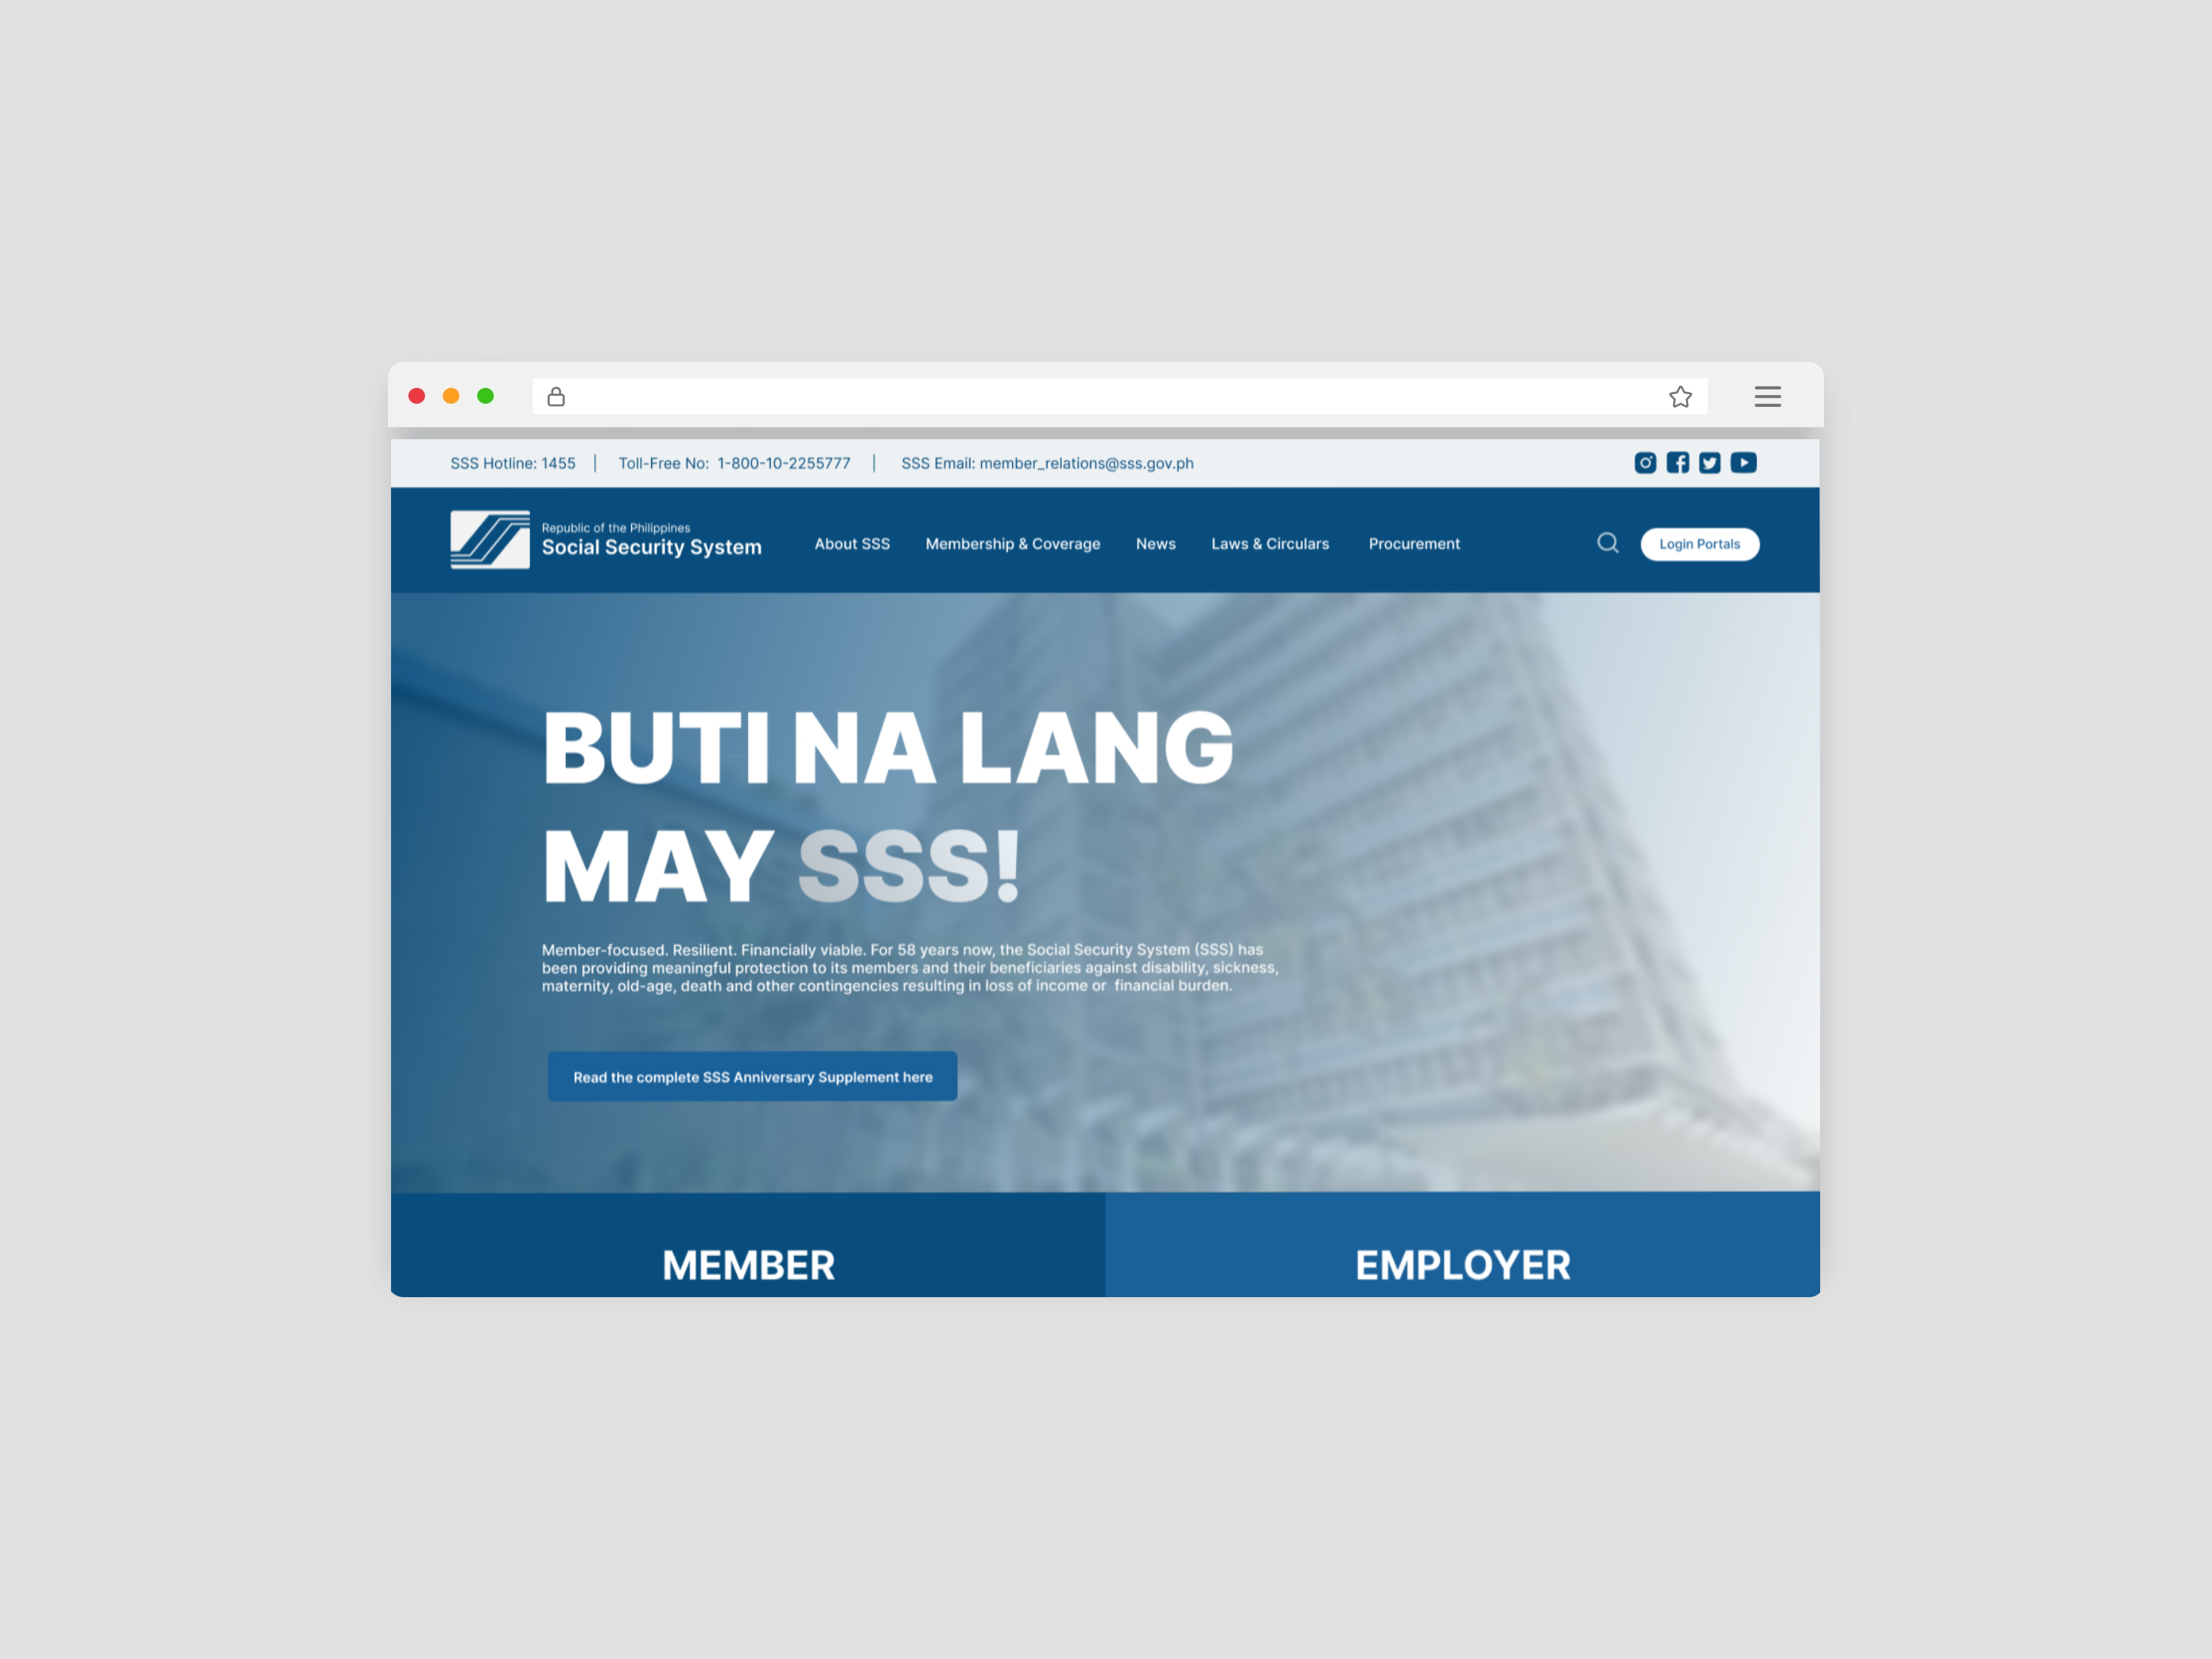 SSS Hotline: 1455 | Toll-Free No: 1-800-10-2255777 | SSS Email: member_relations@sss.gov.ph
Republic of the Philippines
Social Security System
About SSS Membership & Coverage News Laws & Circulars Procurement Login Portals
BUTI NA LANG
MAY SSS!
Member-focused. Resilient. Financially viable. For 58 years now, the Social Security System (SSS) has
been providing meaningful protection to its members and their beneficiaries against disability, sickness,
maternity, old-age, death and other contingencies resulting in loss of income or financial burden.
Read the complete SSS Anniversary Supplement here
MEMBER EMPLOYER